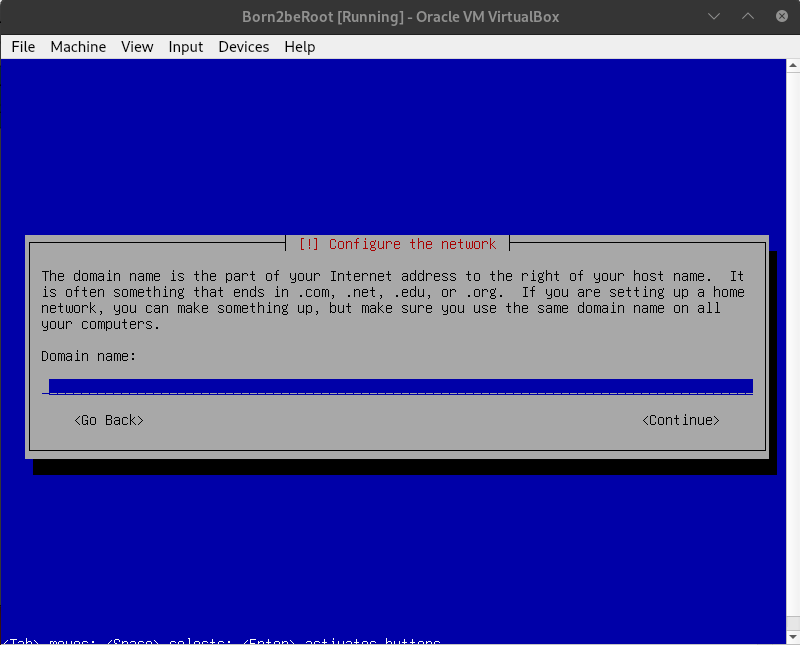 Born2beRoot [Running] - Oracle VM VirtualBox
File Machine View Input Devices Help
[!] Configure the network
The domain name is the part of your Internet address to the right of your host name. It
is often something that ends in .com, .net, .edu, or .org. If you are setting up a home
network, you can make something up, but make sure you use the same domain name on all
your computers.
Domain name:
<Go Back> <Continue>
<Tab> moves; <Space> selects; <Enter> activates buttons